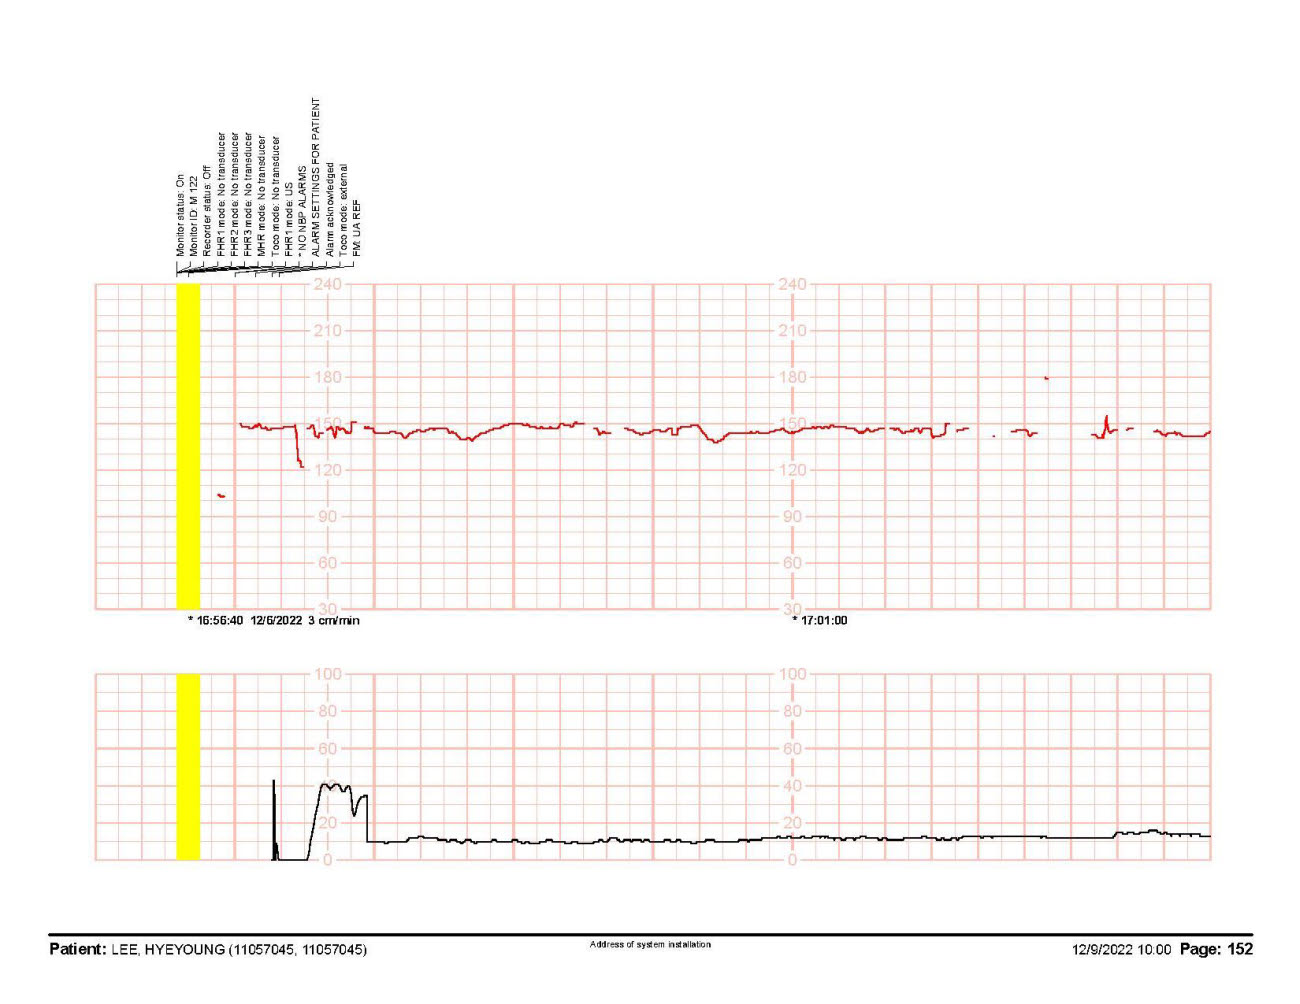 Monitor status: On
Monitor ID: M 122
Recorder status: Off
FHR1 mode: No transducer
FHR2 mode: No transducer
FHR3 mode: No transducer
MHR mode: No transducer
Toco mode: No transducer
FHR1 mode: US
* NO NBP ALARMS
ALARM SETTINGS FOR PATIENT
Alarm acknowledged
Toco mode: external
FM: UA REF
240 240
210 210
180 180
150 150
120 120
90 90
60 60
30 30
* 16:56:40 12/6/2022 3 cm/min * 17:01:00
100 100
80 80
60 60
40 40
20 20
0 0
Patient: LEE, HYEYOUNG (11057045, 11057045) Address of system installation 12/9/2022 10:00 Page: 152